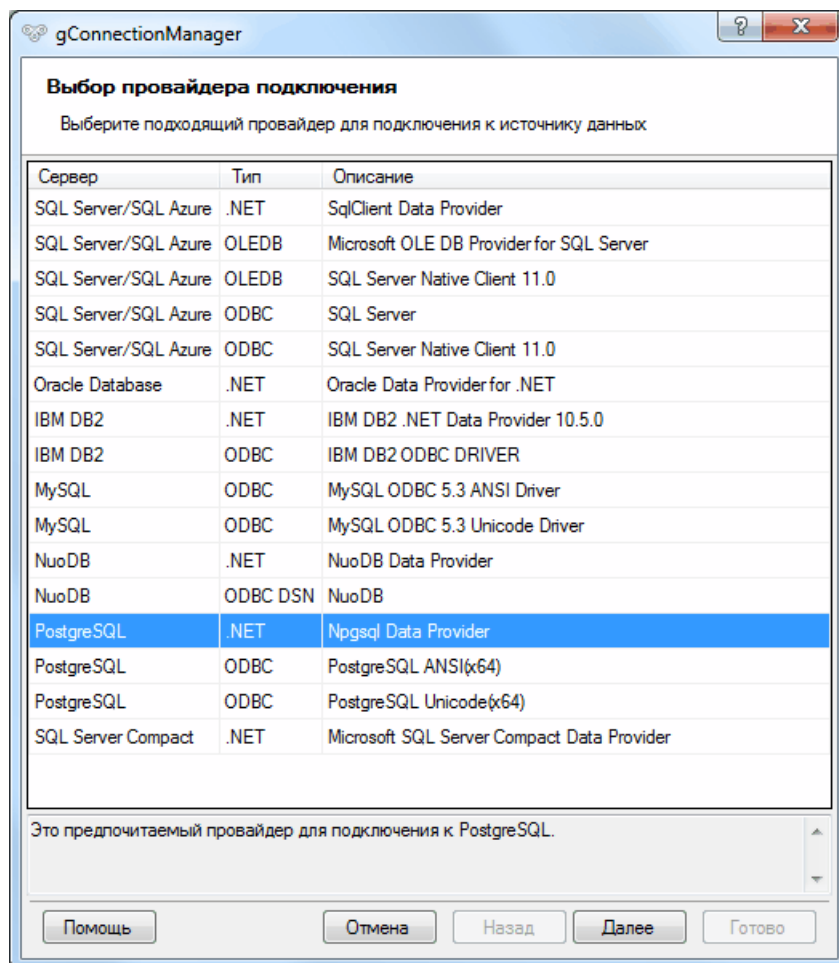 gConnectionManager
Выбор провайдера подключения
Выберите подходящий провайдер для подключения к источнику данных
Сервер Тип Описание
SQL Server/SQL Azure .NET SqlClient Data Provider
SQL Server/SQL Azure OLEDB Microsoft OLE DB Provider for SQL Server
SQL Server/SQL Azure OLEDB SQL Server Native Client 11.0
SQL Server/SQL Azure ODBC SQL Server
SQL Server/SQL Azure ODBC SQL Server Native Client 11.0
Oracle Database .NET Oracle Data Provider for .NET
IBM DB2 .NET IBM DB2 .NET Data Provider 10.5.0
IBM DB2 ODBC IBM DB2 ODBC DRIVER
MySQL ODBC MySQL ODBC 5.3 ANSI Driver
MySQL ODBC MySQL ODBC 5.3 Unicode Driver
NuoDB .NET NuoDB Data Provider
NuoDB ODBC DSN NuoDB
PostgreSQL .NET Npgsql Data Provider
PostgreSQL ODBC PostgreSQL ANSI(x64)
PostgreSQL ODBC PostgreSQL Unicode(x64)
SQL Server Compact .NET Microsoft SQL Server Compact Data Provider
Это предпочитаемый провайдер для подключения к PostgreSQL.
Помощь Отмена Назад Далее Готово